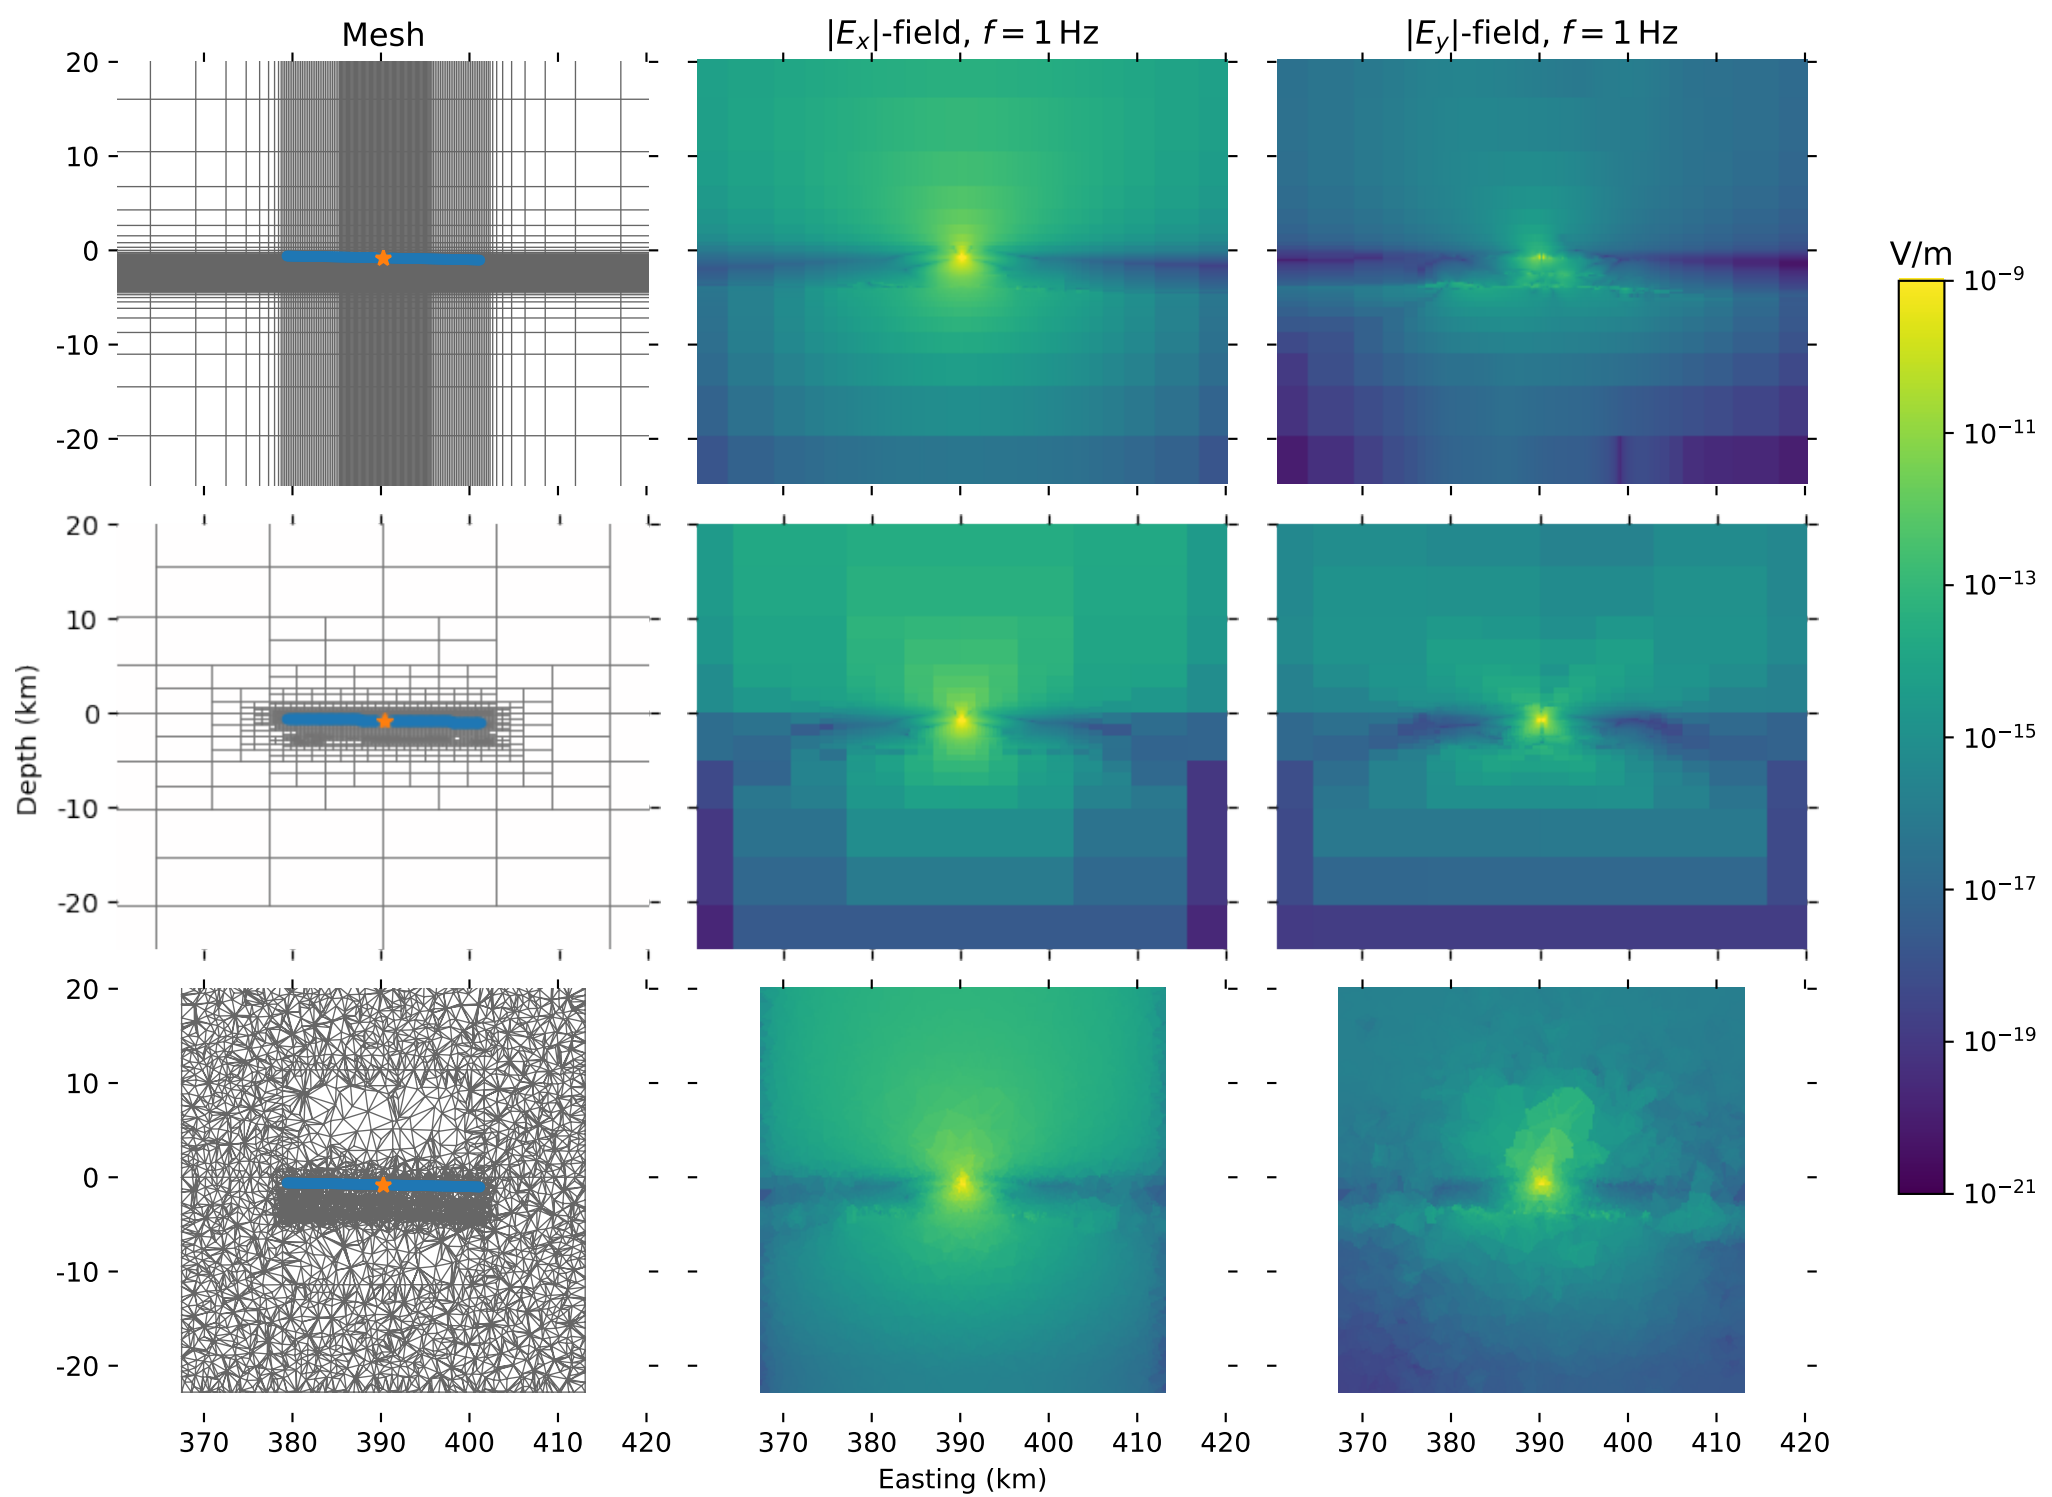 Mesh
|E_x|-field, f = 1 Hz
|E_y|-field, f = 1 Hz
20
10
0
-10
-20
20
10
0
-10
-20
20
10
0
-10
-20
Depth (km)
370 380 390 400 410 420
370 380 390 400 410 420
370 380 390 400 410 420
Easting (km)
V/m
10^{-9}
10^{-11}
10^{-13}
10^{-15}
10^{-17}
10^{-19}
10^{-21}